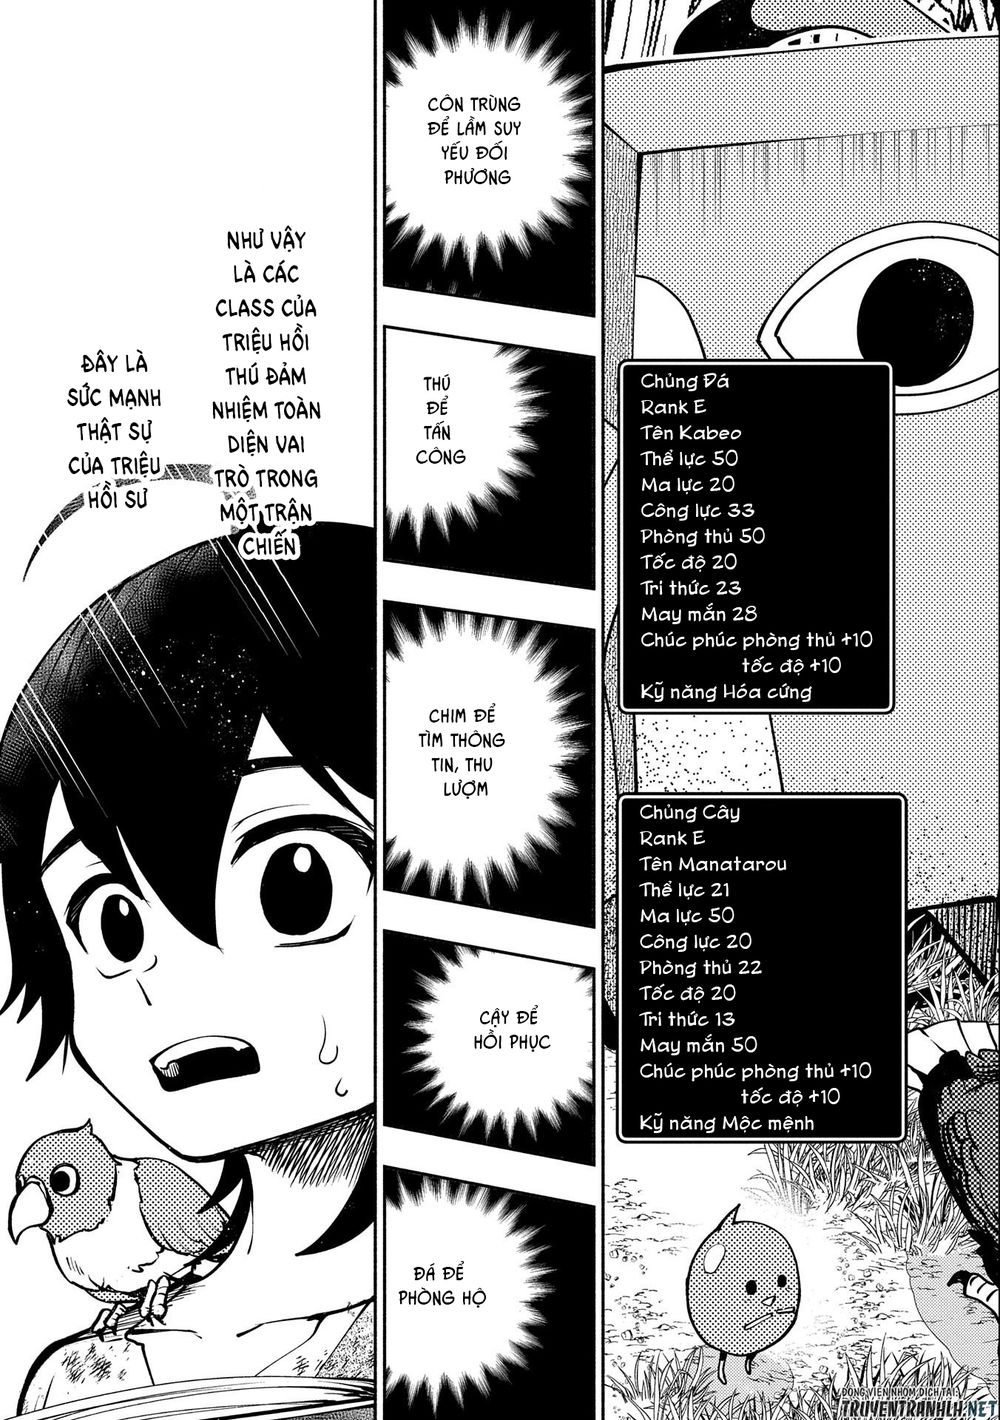 Chủng Đá
Rank E
Tên Kabeo
Thể lực 50
Ma lực 20
Công lực 33
Phòng thủ 50
Tốc độ 20
Tri thức 23
May mắn 28
Chúc phúc phòng thủ +10
tốc độ +10
Kỹ năng Hóa cứng
Chủng Cây
Rank E
Tên Manatarou
Thể lực 21
Ma lực 50
Công lực 20
Phòng thủ 22
Tốc độ 20
Tri thức 13
May mắn 50
Chúc phúc phòng thủ +10
tốc độ +10
Kỹ năng Mộc mệnh
CÔN TRÙNG
ĐỂ LẦM SUY
YẾU ĐỐI
PHƯƠNG
THÚ
ĐỂ
TẤN
CÔNG
CHIM ĐỂ
TÌM THÔNG
TIN, THU
LƯỢM
CẬY ĐỂ
HỒI PHỤC
ĐÁ ĐỂ
PHÒNG HỘ
NHƯ VẬY
LÀ CÁC
CLASS CỦA
TRIỆU HỒI
THÚ ĐẢM
NHIỆM TOÀN
DIỆN VAI
TRÒ TRONG
MỘT TRẬN
CHIẾN
ĐÂY LÀ
SỨC MẠNH
THẬT SỰ
CỦA TRIỆU
HỒI SƯ
ĐỘNG VIÊN NHÓM DỊCH TẠI:
TRUYENTRANHLH.NET